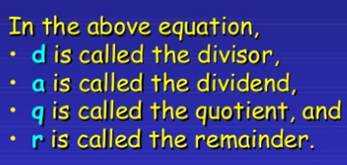 In the above equation,
• d is called the divisor,
• a is called the dividend,
• q is called the quotient, and
• r is called the remainder.